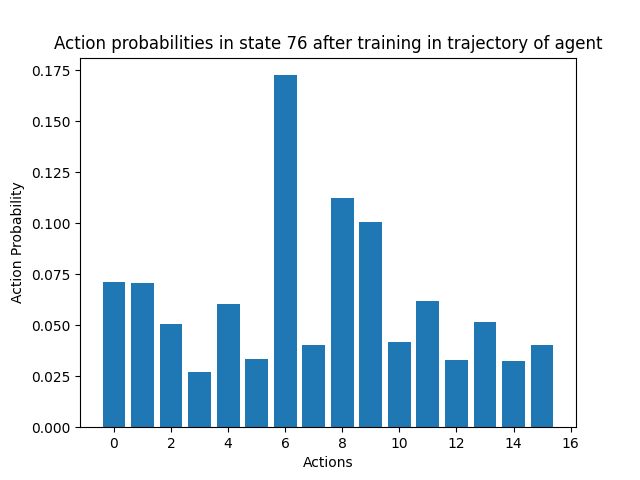 Action probabilities in state 76 after training in trajectory of agent
0.175
0.150
0.125
0.100
0.075
0.050
0.025
0.000
Action Probability
0 2 4 6 8 10 12 14 16
Actions